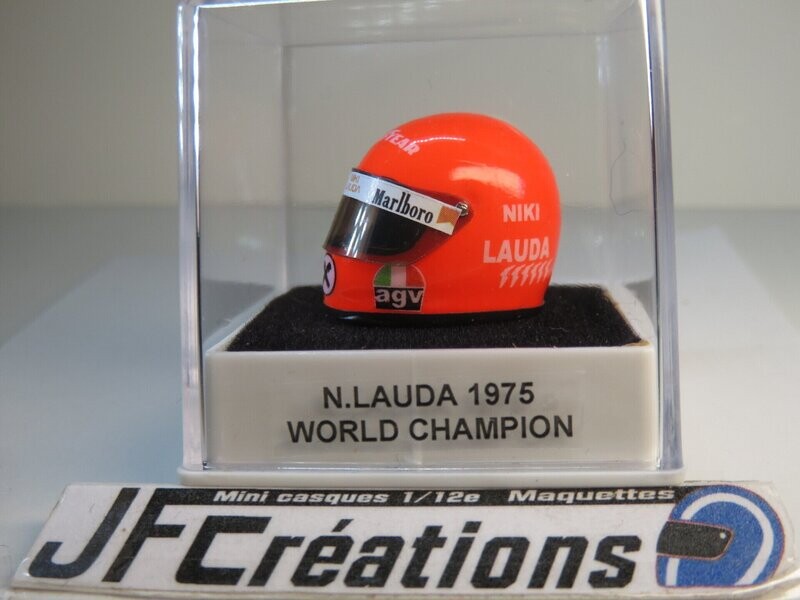 YEAR
Marlboro
NIKI
LAUDA
agv
N.LAUDA 1975
WORLD CHAMPION
Mini casques 1/12e Maquettes
JFCréations